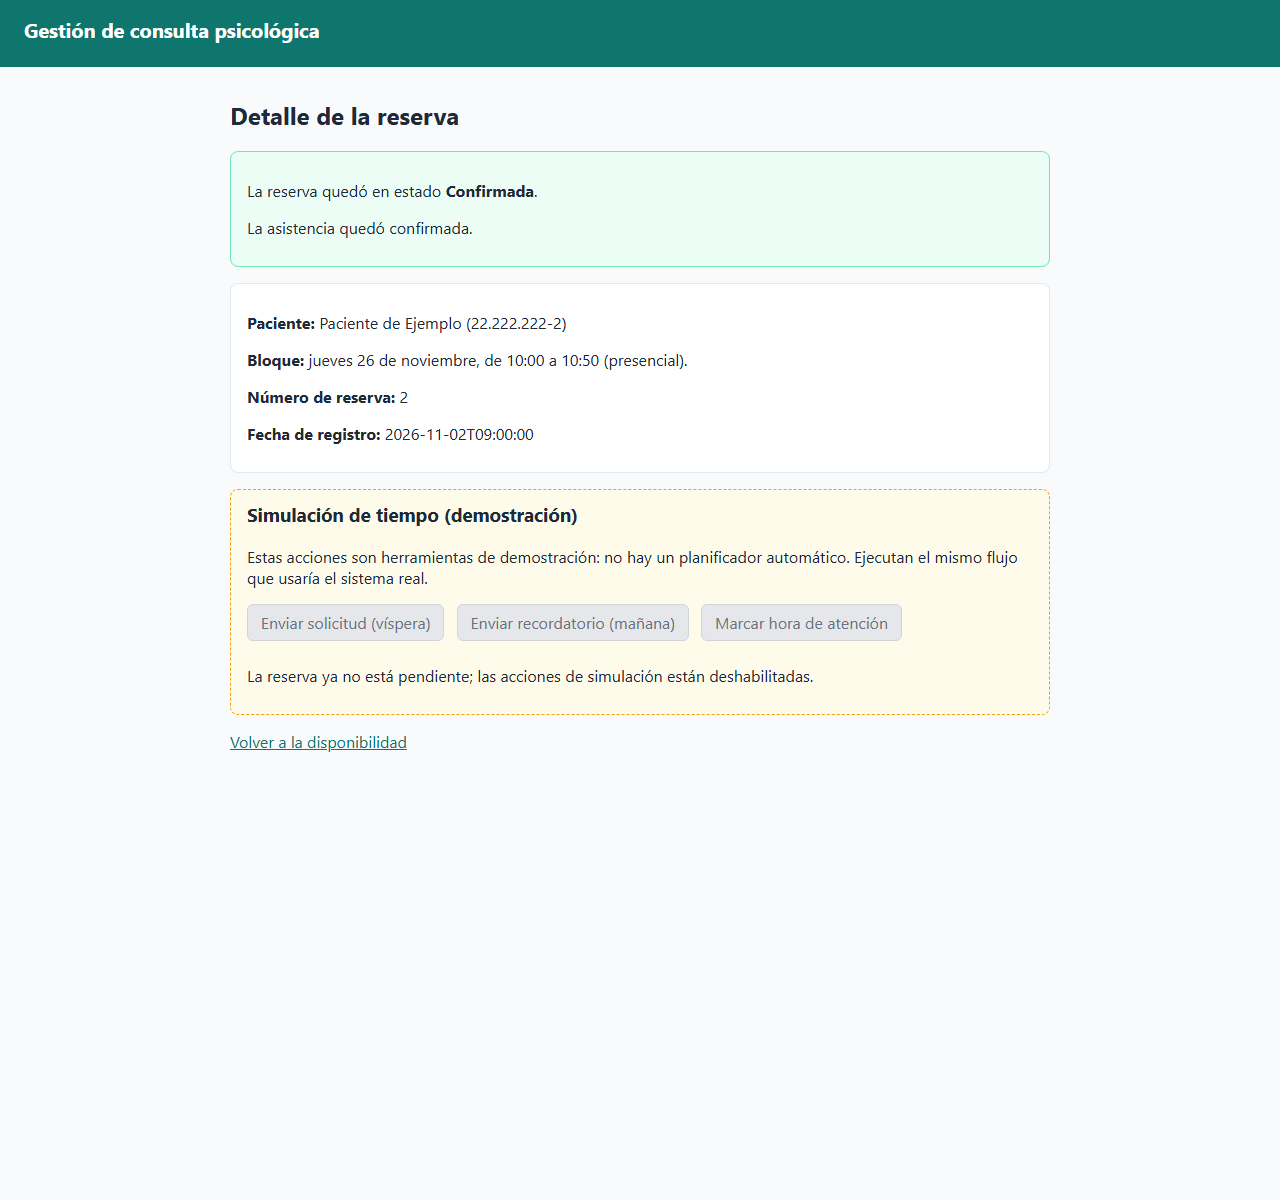 Gestión de consulta psicológica
Detalle de la reserva
La reserva quedó en estado Confirmada.
La asistencia quedó confirmada.
Paciente: Paciente de Ejemplo (22.222.222-2)
Bloque: jueves 26 de noviembre, de 10:00 a 10:50 (presencial).
Número de reserva: 2
Fecha de registro: 2026-11-02T09:00:00
Simulación de tiempo (demostración)
Estas acciones son herramientas de demostración: no hay un planificador automático. Ejecutan el mismo flujo
que usaría el sistema real.
Enviar solicitud (víspera) Enviar recordatorio (mañana) Marcar hora de atención
La reserva ya no está pendiente; las acciones de simulación están deshabilitadas.
Volver a la disponibilidad